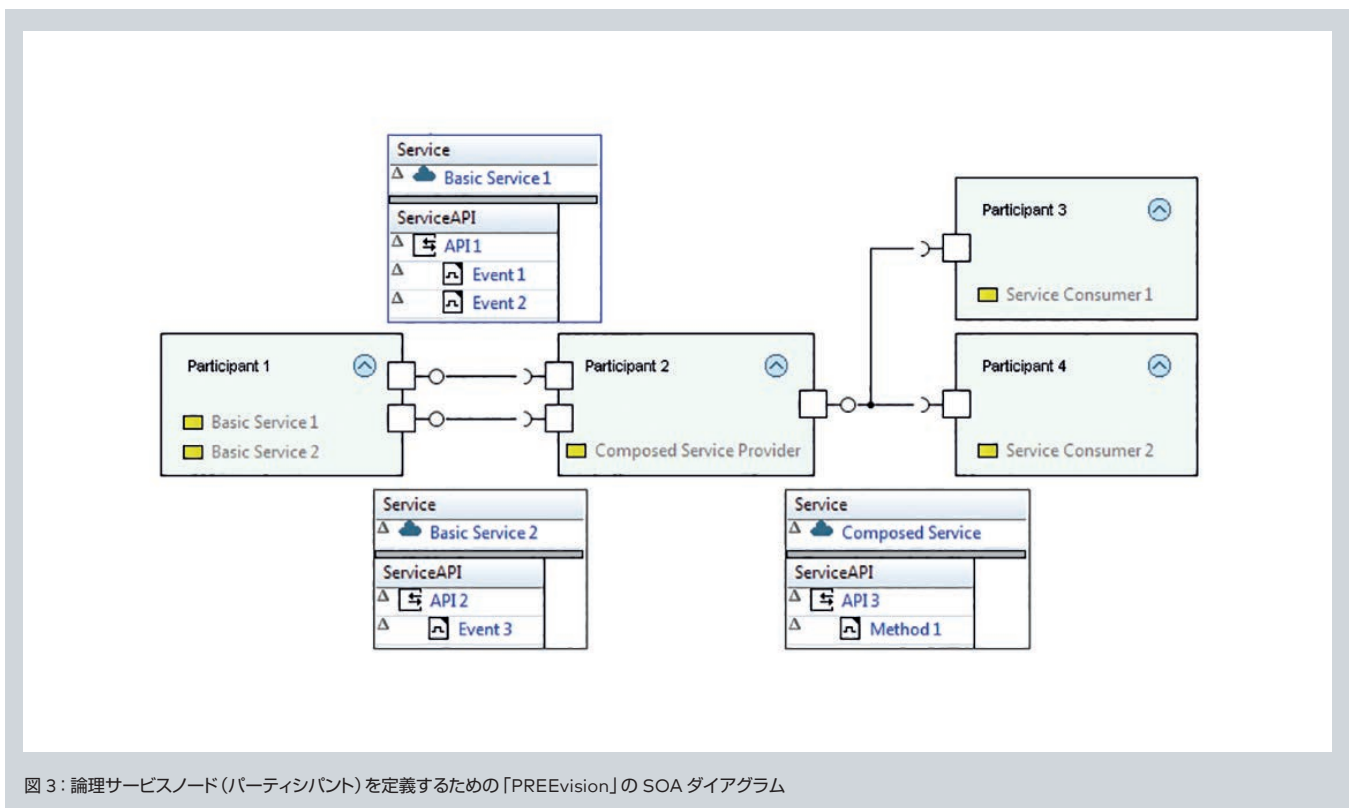 Service
Basic Service 1
ServiceAPI
API 1
Event 1
Event 2
Participant 3
Service Consumer 1
Participant 1
Basic Service 1
Basic Service 2
Participant 2
Composed Service Provider
Participant 4
Service Consumer 2
Service
Basic Service 2
ServiceAPI
API 2
Event 3
Service
Composed Service
ServiceAPI
API 3
Method 1
図 3：論理サービスノード（パーティシパント）を定義するための「PREEvision」の SOA ダイアグラム